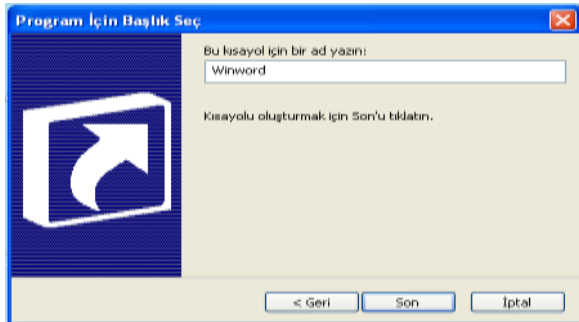 Program İçin Başlık Seç
Bu kısayol için bir ad yazın:
Winword
Kısayolu oluşturmak için Son'u tıklatın.
< Geri
Son
İptal